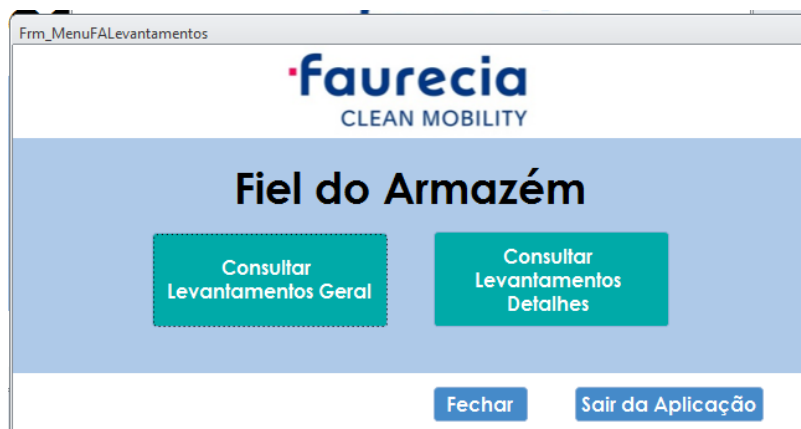 Frm_MenuFALevantamentos
faurecia
CLEAN MOBILITY
Fiel do Armazém
Consultar
Levantamentos Geral
Consultar
Levantamentos
Detalhes
Fechar
Sair da Aplicação